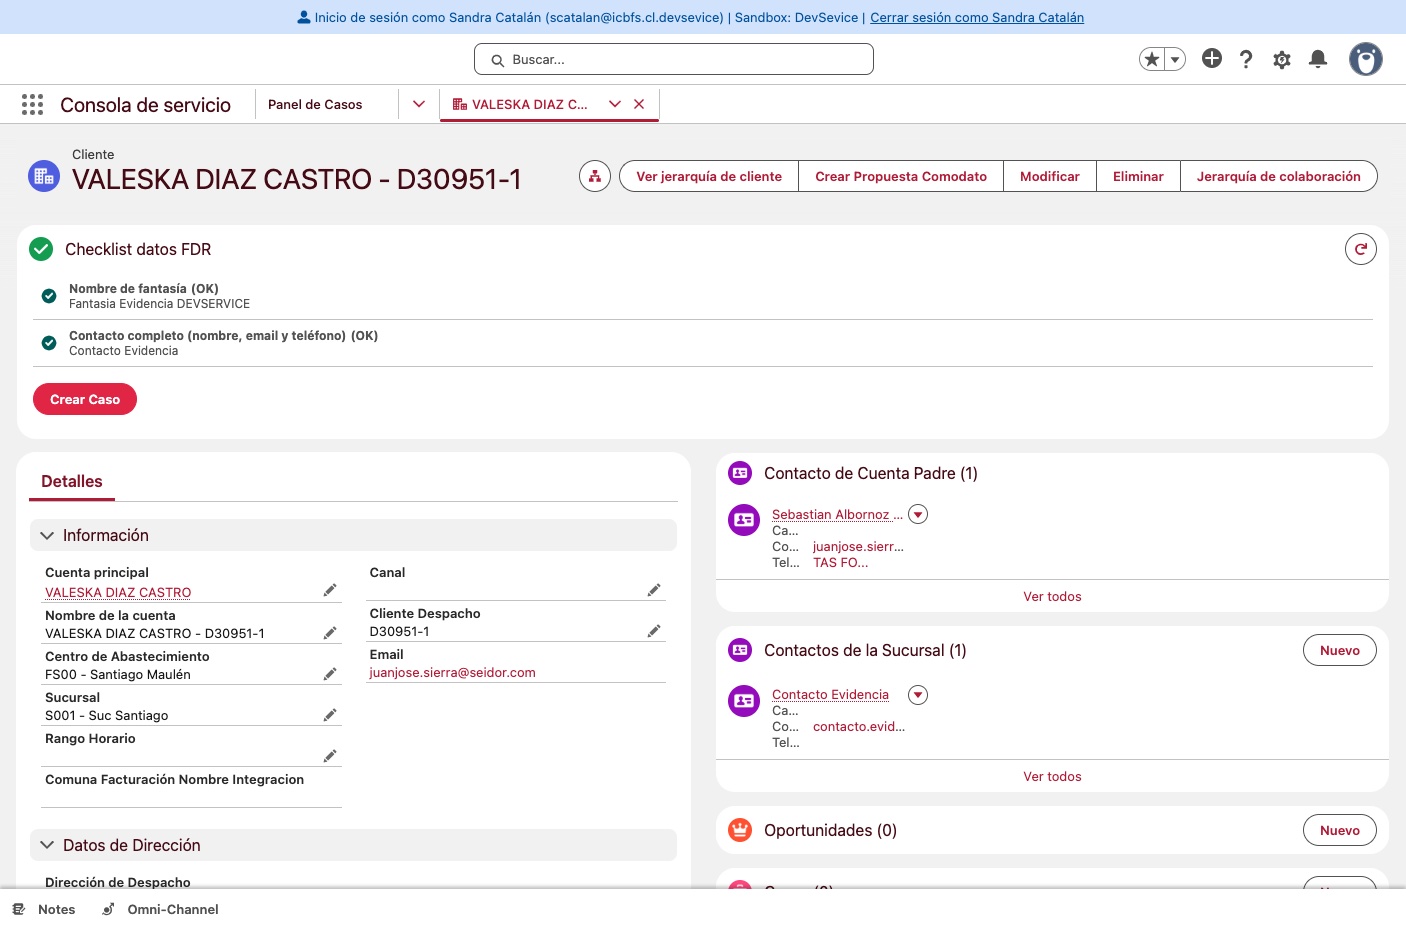 Inicio de sesión como Sandra Catalán (scatalan@icbfs.cl.devsevice) | Sandbox: DevSevice | Cerrar sesión como Sandra Catalán
Buscar...
Consola de servicio
Panel de Casos
VALESKA DIAZ C...
Cliente
VALESKA DIAZ CASTRO - D30951-1
Ver jerarquía de cliente
Crear Propuesta Comodato
Modificar
Eliminar
Jerarquía de colaboración
Checklist datos FDR
Nombre de fantasía (OK)
Fantasia Evidencia DEVSERVICE
Contacto completo (nombre, email y teléfono) (OK)
Contacto Evidencia
Crear Caso
Detalles
Información
Cuenta principal
VALESKA DIAZ CASTRO
Nombre de la cuenta
VALESKA DIAZ CASTRO - D30951-1
Centro de Abastecimiento
FS00 - Santiago Maulén
Sucursal
S001 - Suc Santiago
Rango Horario
Comuna Facturación Nombre Integracion
Canal
Cliente Despacho
D30951-1
Email
juanjose.sierra@seidor.com
Datos de Dirección
Dirección de Despacho
Contacto de Cuenta Padre (1)
Sebastian Albornoz ...
Ca...
Co... juanjose.sierr...
Tel... TAS FO...
Ver todos
Contactos de la Sucursal (1)
Nuevo
Contacto Evidencia
Ca...
Co... contacto.evid...
Tel...
Ver todos
Oportunidades (0)
Nuevo
Notes
Omni-Channel